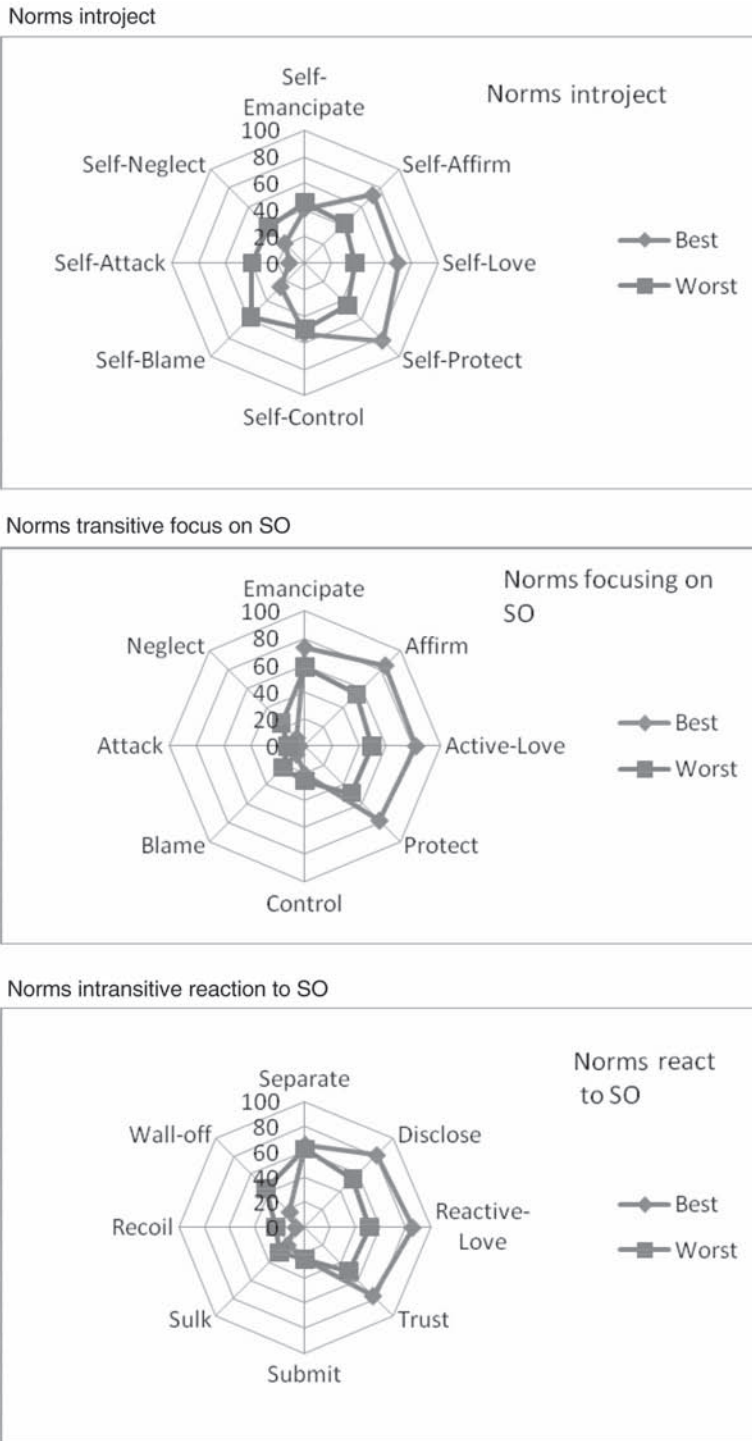 Norms introject
Self-
Emancipate
Norms introject
100
80
60
40
20
0
Self-Neglect
Self-Affirm
Self-Attack
Self-Love
Best
Worst
Self-Blame
Self-Protect
Self-Control
Norms transitive focus on SO
Emancipate
Norms focusing on
SO
100
80
60
40
20
0
Neglect
Affirm
Attack
Active-Love
Best
Worst
Blame
Protect
Control
Norms intransitive reaction to SO
Separate
Norms react
to SO
100
80
60
40
20
0
Wall-off
Disclose
Recoil
Reactive-
Love
Best
Worst
Sulk
Trust
Submit